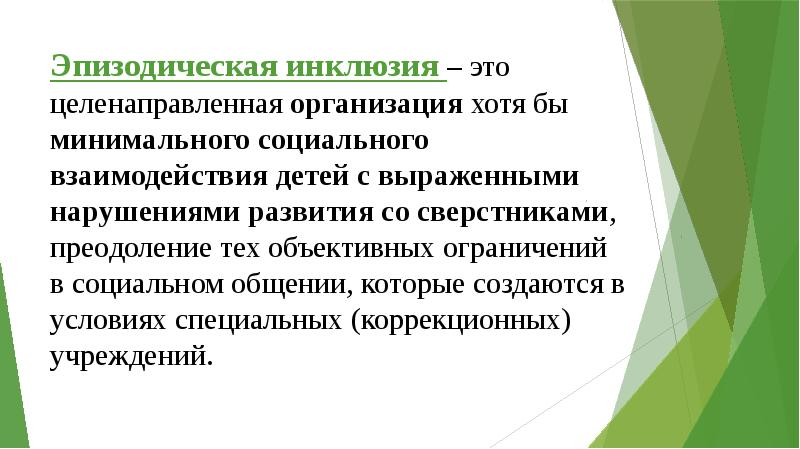 Эпизодическая инклюзия – это
целенаправленная организация хотя бы
минимального социального
взаимодействия детей с выраженными
нарушениями развития со сверстниками,
преодоление тех объективных ограничений
в социальном общении, которые создаются в
условиях специальных (коррекционных)
учреждений.